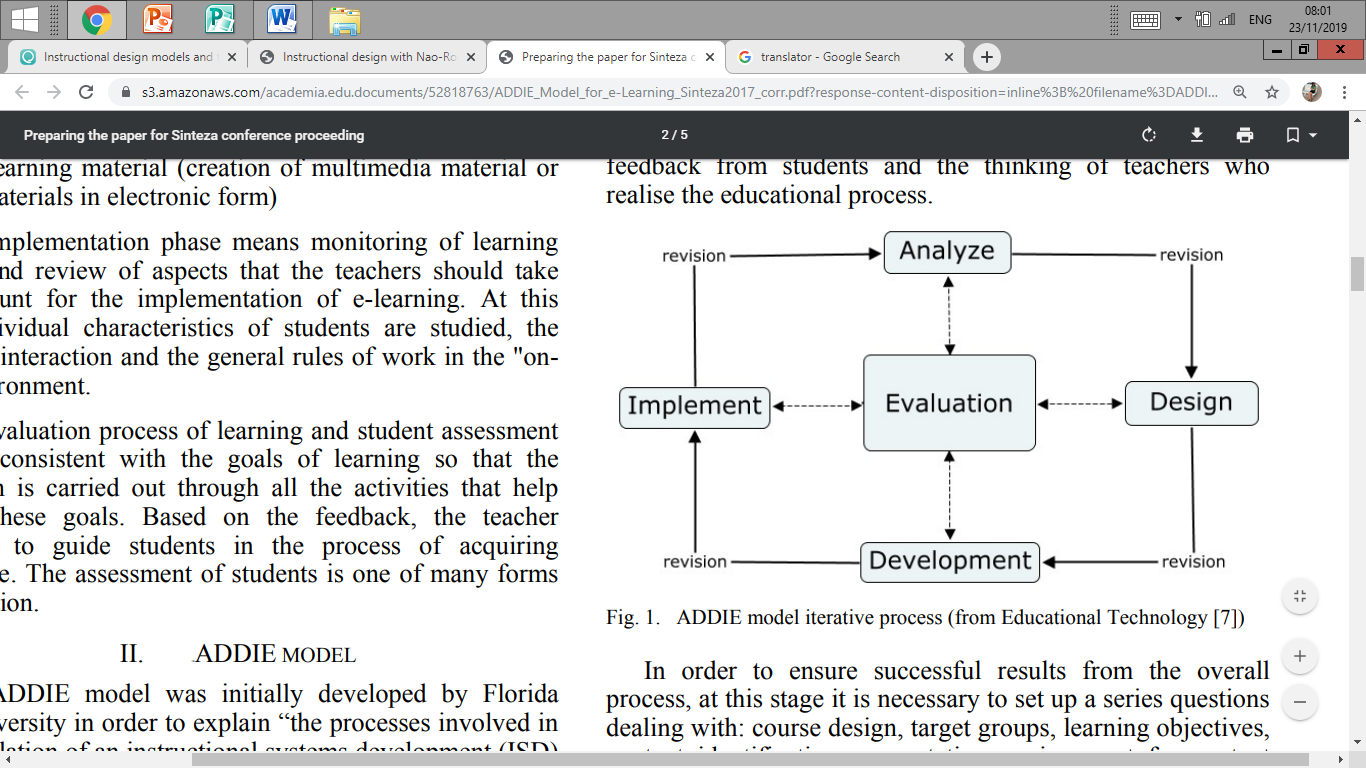 ENG
08:01
23/11/2019
Instructional design models and
Instructional design with Nao-Ro
Preparing the paper for Sinteza c
translator - Google Search
s3.amazonaws.com/academia.edu.documents/52818763/ADDIE_Model_for_e-Learning_Sinteza2017_corr.pdf?response-content-disposition=inline%3B%20filename%3DADDI...
Preparing the paper for Sinteza conference proceeding
2 / 5
earning material (creation of multimedia material or
aterials in electronic form)
mplementation phase means monitoring of learning
nd review of aspects that the teachers should take
unt for the implementation of e-learning. At this
ividual characteristics of students are studied, the
interaction and the general rules of work in the "on-
ronment.
valuation process of learning and student assessment
consistent with the goals of learning so that the
n is carried out through all the activities that help
hese goals. Based on the feedback, the teacher
to guide students in the process of acquiring
e. The assessment of students is one of many forms
ion.
II. ADDIE MODEL
ADDIE model was initially developed by Florida
versity in order to explain “the processes involved in
lation of an instructional systems development (ISD)
feedback from students and the thinking of teachers who
realise the educational process.
revision
Analyze
revision
Implement
Evaluation
Design
revision
Development
revision
Fig. 1. ADDIE model iterative process (from Educational Technology [7])
In order to ensure successful results from the overall
process, at this stage it is necessary to set up a series questions
dealing with: course design, target groups, learning objectives,